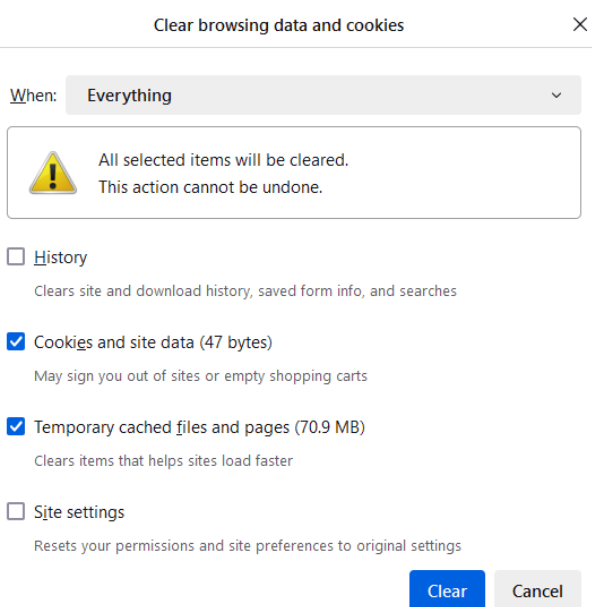 Clear browsing data and cookies
When: Everything
All selected items will be cleared.
This action cannot be undone.
History
Clears site and download history, saved form info, and searches
Cookies and site data (47 bytes)
May sign you out of sites or empty shopping carts
Temporary cached files and pages (70.9 MB)
Clears items that helps sites load faster
Site settings
Resets your permissions and site preferences to original settings
Clear Cancel